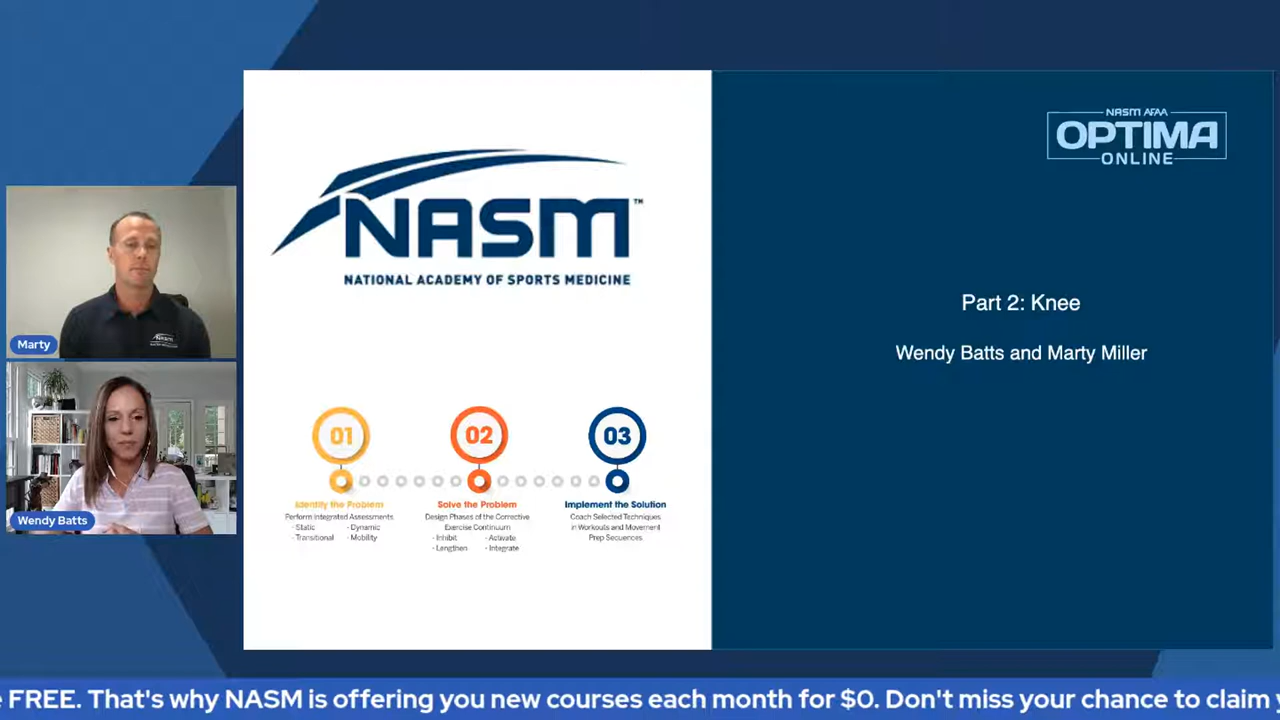 NASM AFAA
OPTIMA
ONLINE
NASM™
NATIONAL ACADEMY OF SPORTS MEDICINE
Part 2: Knee
Wendy Batts and Marty Miller
NASM
Marty
Wendy Batts
01
02
03
Identify the Problem
Perform Integrated Assessments
- Static - Dynamic
- Transitional - Mobility
Solve the Problem
Design Phases of the Corrective
Exercise Continuum
- Inhibit - Activate
- Lengthen - Integrate
Implement the Solution
Coach Selected Techniques
in Workouts and Movement
Prep Sequences.
FREE. That's why NASM is offering you new courses each month for $0. Don't miss your chance to claim